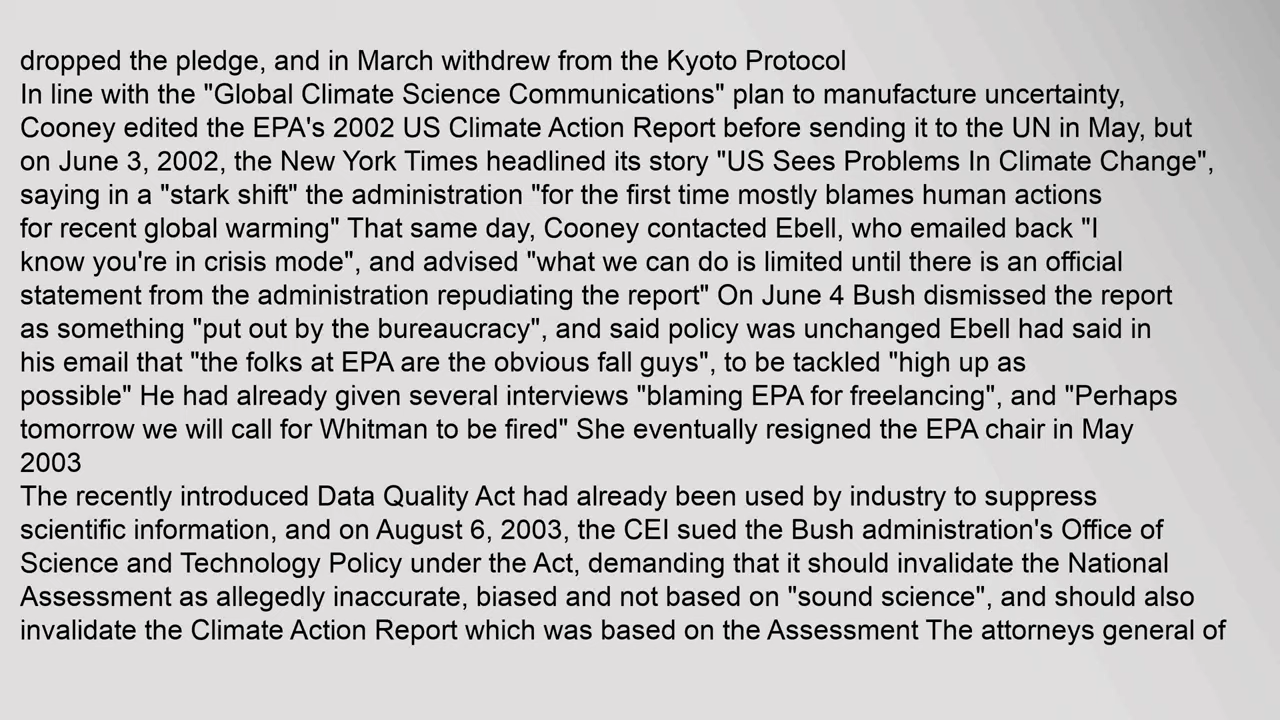 dropped the pledge, and in March withdrew from the Kyoto Protocol
In line with the "Global Climate Science Communications" plan to manufacture uncertainty,
Cooney edited the EPA's 2002 US Climate Action Report before sending it to the UN in May, but
on June 3, 2002, the New York Times headlined its story "US Sees Problems In Climate Change",
saying in a "stark shift" the administration "for the first time mostly blames human actions
for recent global warming" That same day, Cooney contacted Ebell, who emailed back "I
know you're in crisis mode", and advised "what we can do is limited until there is an official
statement from the administration repudiating the report" On June 4 Bush dismissed the report
as something "put out by the bureaucracy", and said policy was unchanged Ebell had said in
his email that "the folks at EPA are the obvious fall guys", to be tackled "high up as
possible" He had already given several interviews "blaming EPA for freelancing", and "Perhaps
tomorrow we will call for Whitman to be fired" She eventually resigned the EPA chair in May
2003
The recently introduced Data Quality Act had already been used by industry to suppress
scientific information, and on August 6, 2003, the CEI sued the Bush administration's Office of
Science and Technology Policy under the Act, demanding that it should invalidate the National
Assessment as allegedly inaccurate, biased and not based on "sound science", and should also
invalidate the Climate Action Report which was based on the Assessment The attorneys general of